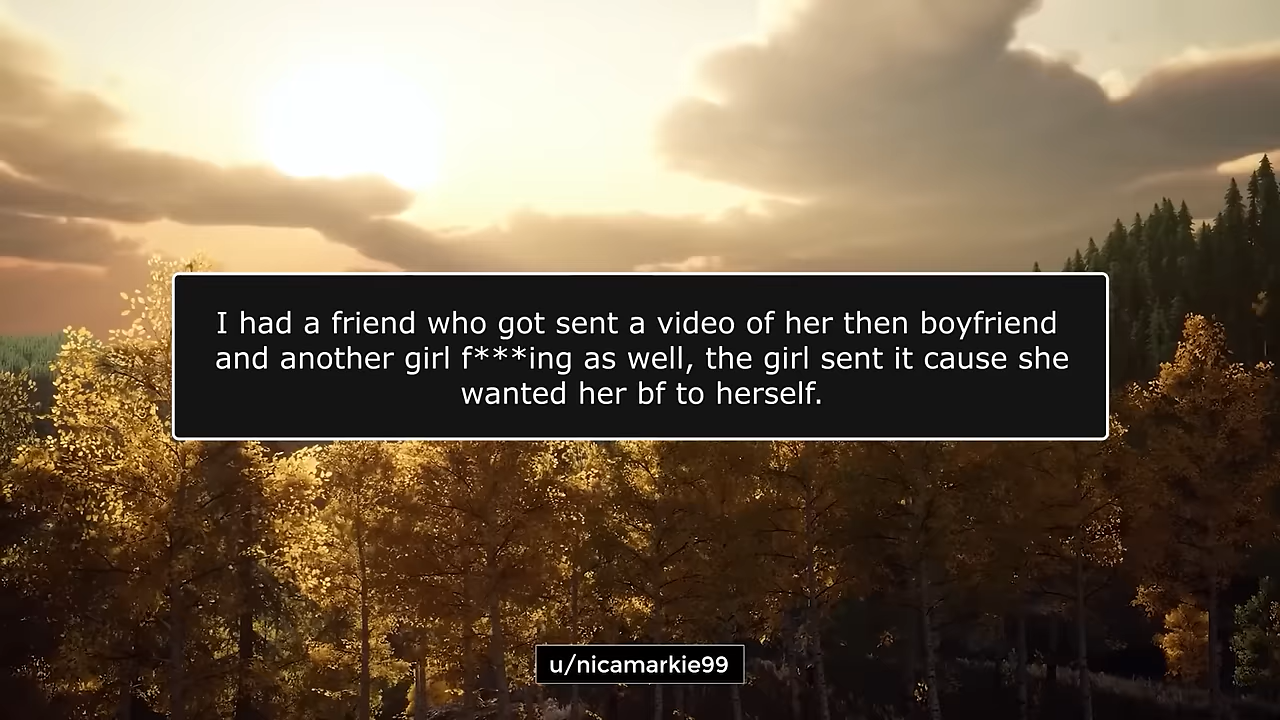 I had a friend who got sent a video of her then boyfriend
and another girl f***ing as well, the girl sent it cause she
wanted her bf to herself.
u/nicamarkie99